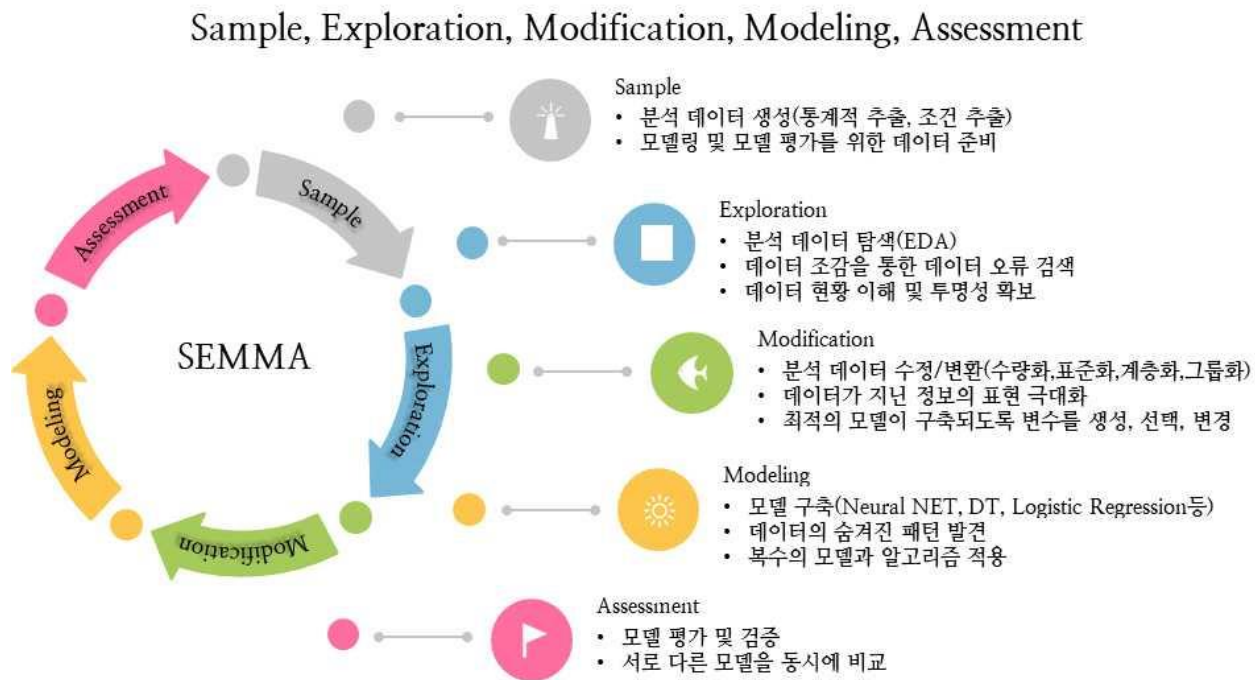 Sample, Exploration, Modification, Modeling, Assessment
Sample
• 분석 데이터 생성(통계적 추출, 조건 추출)
• 모델링 및 모델 평가를 위한 데이터 준비
Exploration
• 분석 데이터 탐색(EDA)
• 데이터 조감을 통한 데이터 오류 검색
• 데이터 현황 이해 및 투명성 확보
Modification
• 분석 데이터 수정/변환(수량화,표준화,계층화,그룹화)
• 데이터가 지닌 정보의 표현 극대화
• 최적의 모델이 구축되도록 변수를 생성, 선택, 변경
Modeling
• 모델 구축(Neural NET, DT, Logistic Regression등)
• 데이터의 숨겨진 패턴 발견
• 복수의 모델과 알고리즘 적용
Assessment
• 모델 평가 및 검증
• 서로 다른 모델을 동시에 비교
SEMMA
Sample
Exploration
Modification
Modeling
Assessment